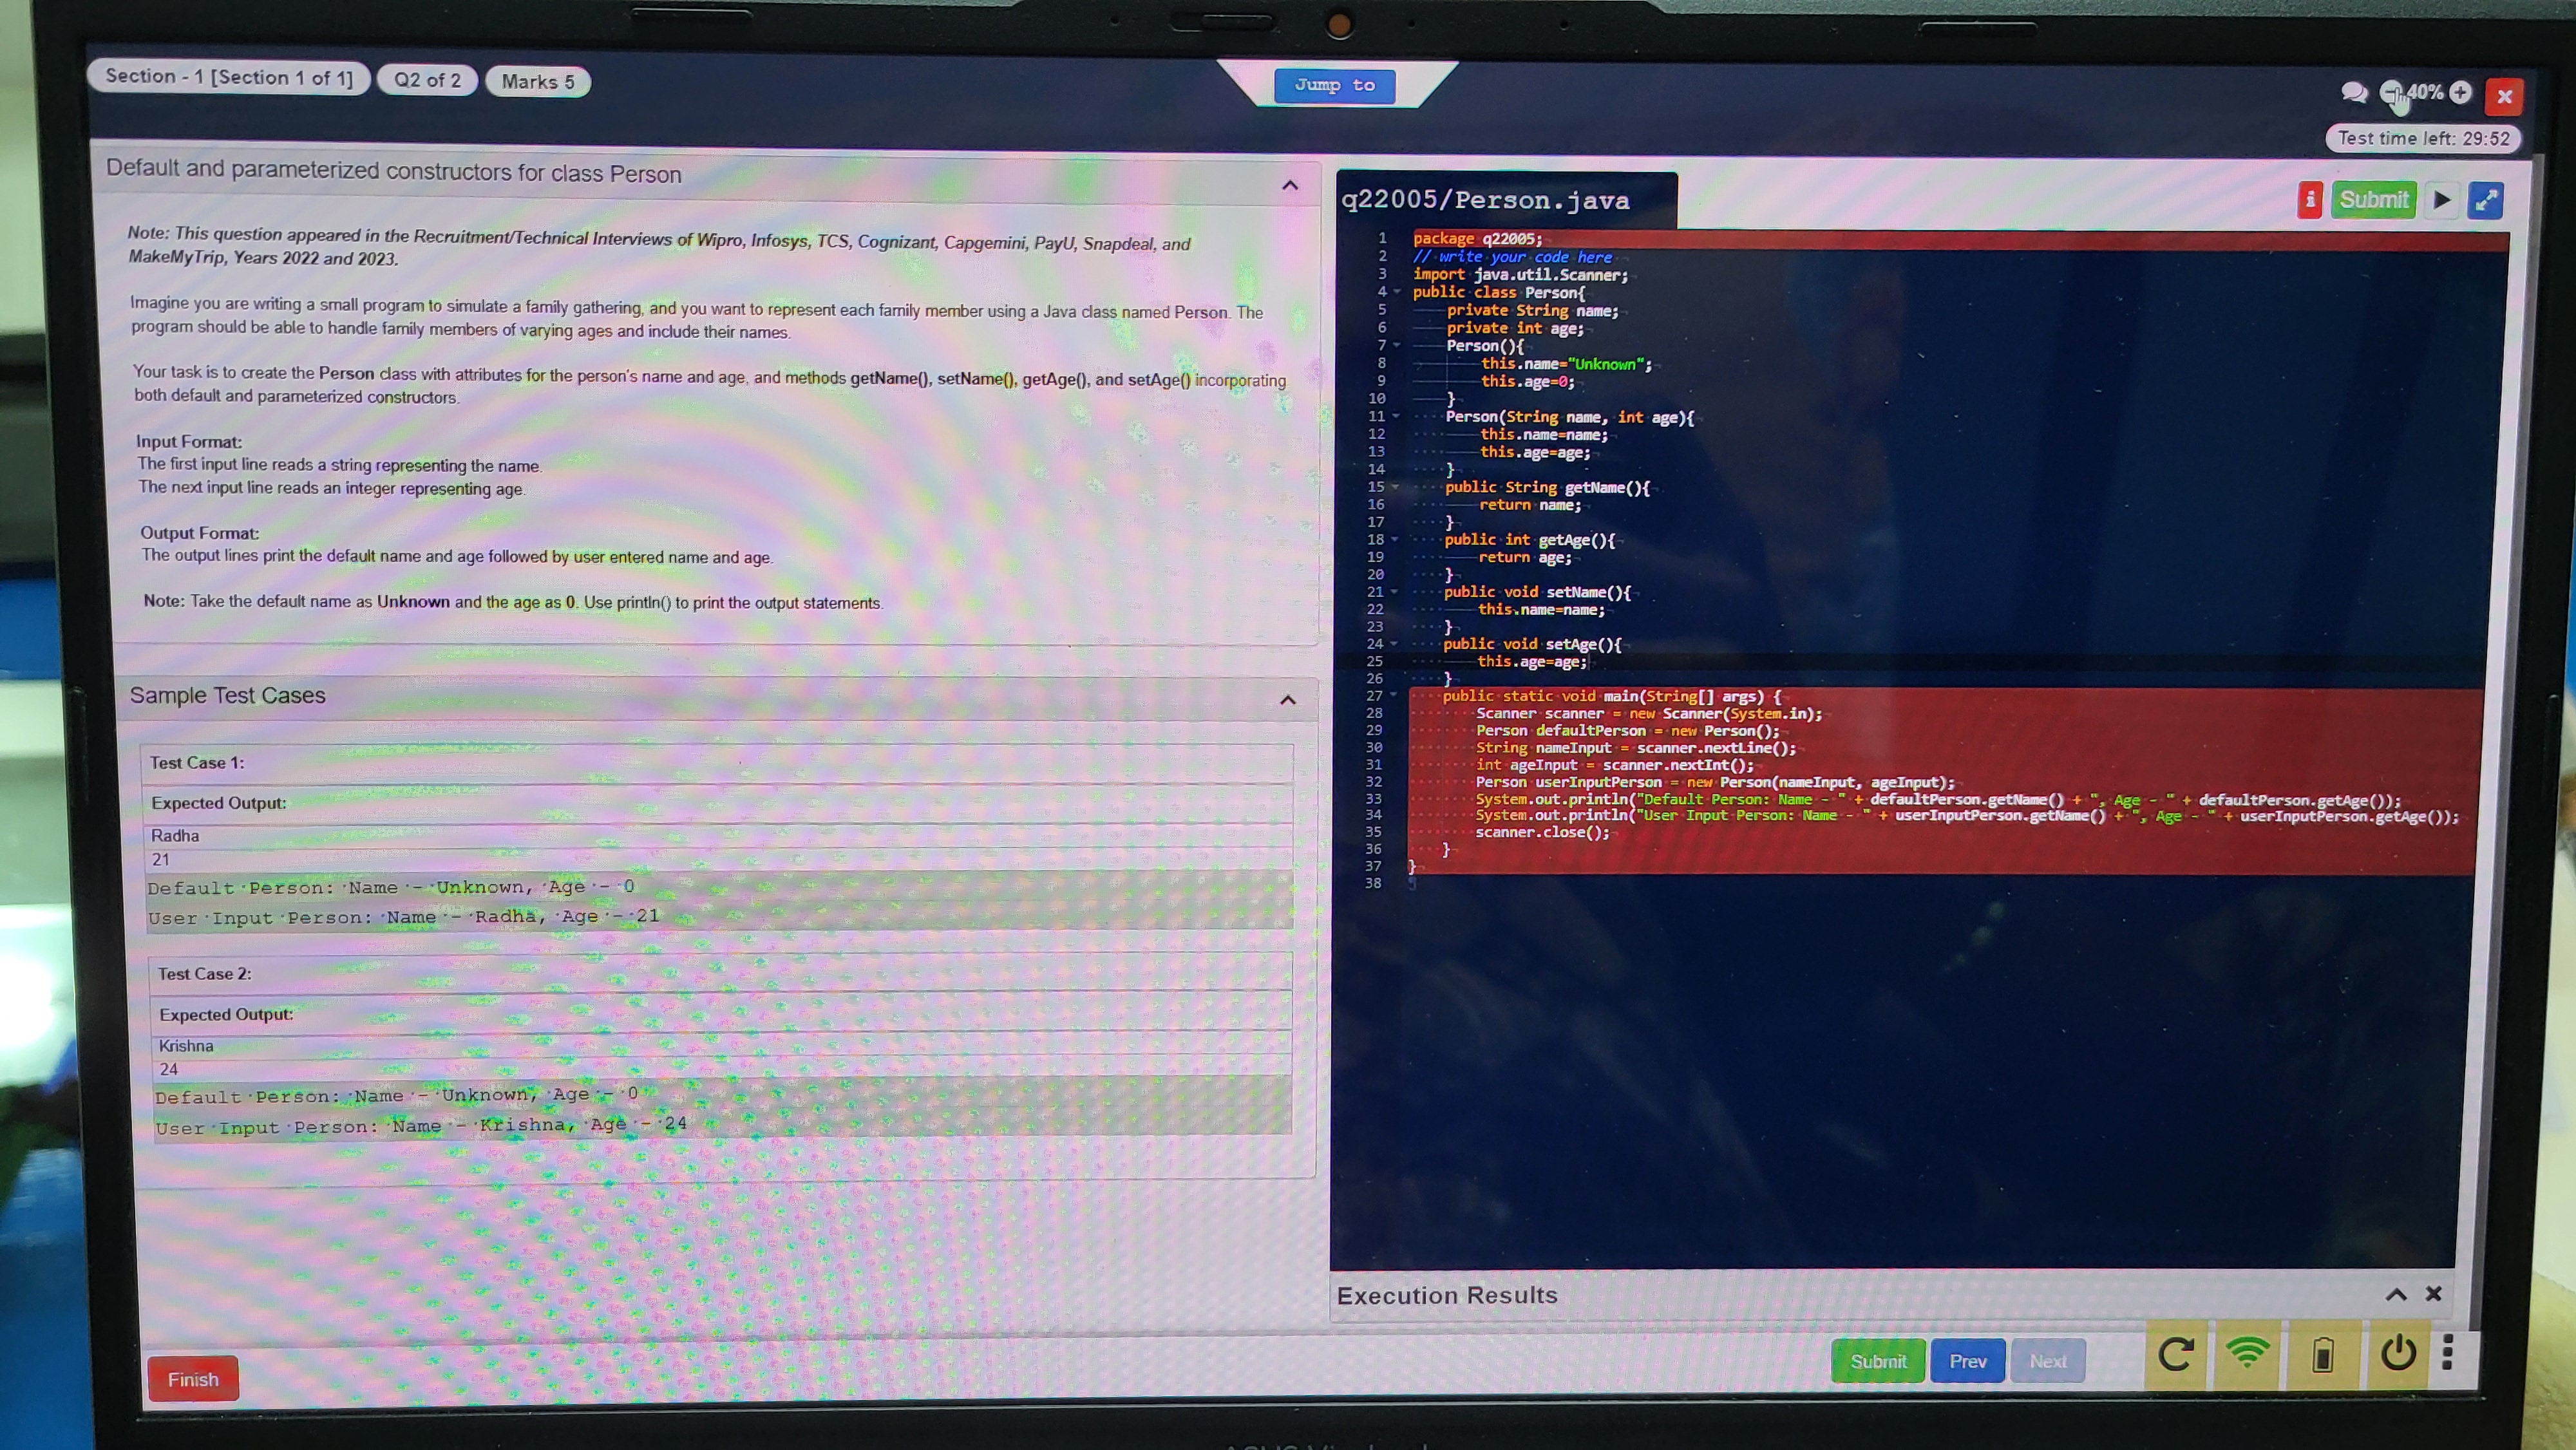 Section - 1 [Section 1 of 1] Q2 of 2 Marks 5
Jump to
40%
Test time left: 29:52
Default and parameterized constructors for class Person
Note: This question appeared in the Recruitment/Technical Interviews of Wipro, Infosys, TCS, Cognizant, Capgemini, PayU, Snapdeal, and
MakeMyTrip, Years 2022 and 2023.
Imagine you are writing a small program to simulate a family gathering, and you want to represent each family member using a Java class named Person. The
program should be able to handle family members of varying ages and include their names.
Your task is to create the Person class with attributes for the person's name and age, and methods getName(), setName(), getAge(), and setAge() incorporating
both default and parameterized constructors.
Input Format:
The first input line reads a string representing the name.
The next input line reads an integer representing age.
Output Format:
The output lines print the default name and age followed by user entered name and age.
Note: Take the default name as Unknown and the age as 0. Use println() to print the output statements.
Sample Test Cases
Test Case 1:
Expected Output:
Radha
21
Default Person: Name - Unknown, Age - 0
User Input Person: Name - Radha, Age - 21
Test Case 2:
Expected Output:
Krishna
24
Default Person: Name - Unknown, Age - 0
User Input Person: Name - Krishna, Age - 24
Finish
q22005/Person.java
Submit
1 package q22005;
2 // write your code here
3 import java.util.Scanner;
4 public class Person{
5 private String name;
6 private int age;
7 Person(){
8 this.name="Unknown";
9 this.age=0;
10 }
11 Person(String name, int age){
12 this.name=name;
13 this.age=age;
14 }
15 public String getName(){
16 return name;
17 }
18 public int getAge(){
19 return age;
20 }
21 public void setName(){
22 this.name=name;
23 }
24 public void setAge(){
25 this.age=age;
26 }
27 public static void main(String[] args) {
28 Scanner scanner = new Scanner(System.in);
29 Person defaultPerson = new Person();
30 String nameInput = scanner.nextLine();
31 int ageInput = scanner.nextInt();
32 Person userInputPerson = new Person(nameInput, ageInput);
33 System.out.println("Default Person: Name - " + defaultPerson.getName() + ", Age - " + defaultPerson.getAge());
34 System.out.println("User Input Person: Name - " + userInputPerson.getName() + ", Age - " + userInputPerson.getAge());
35 scanner.close();
36 }
37 }
38
Execution Results
Submit Prev Next